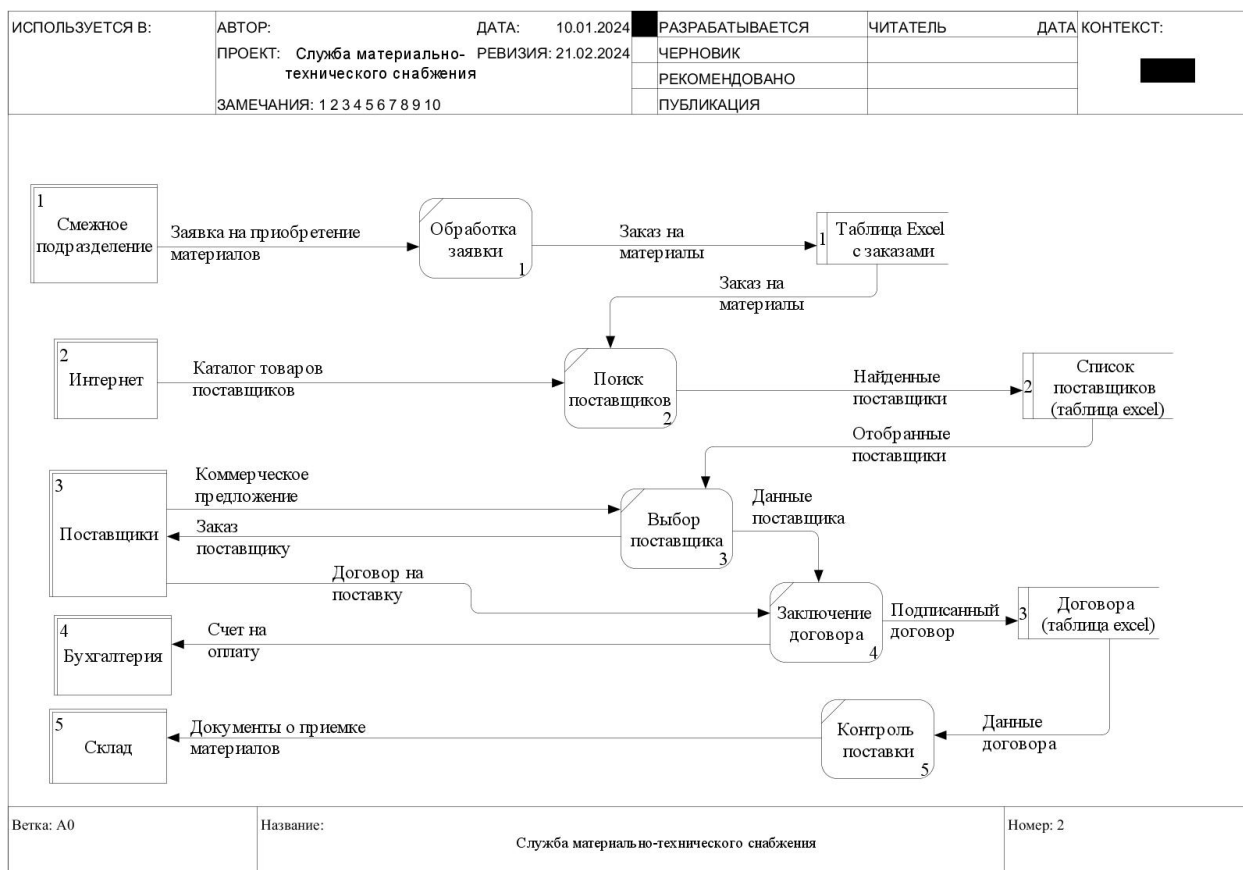 ИСПОЛЬЗУЕТСЯ В:
АВТОР:
ДАТА: 10.01.2024
РАЗРАБАТЫВАЕТСЯ
ЧИТАТЕЛЬ
ДАТА
КОНТЕКСТ:
ПРОЕКТ: Служба материально-
технического снабжения
РЕВИЗИЯ: 21.02.2024
ЧЕРНОВИК
РЕКОМЕНДОВАНО
ЗАМЕЧАНИЯ: 1 2 3 4 5 6 7 8 9 10
ПУБЛИКАЦИЯ
1
Смежное
подразделение
Заявка на приобретение
материалов
Обработка
заявки
1
Заказ на
материалы
1
Таблица Excel
с заказами
Заказ на
материалы
2
Интернет
Каталог товаров
поставщиков
Поиск
поставщиков
2
Найденные
поставщики
2
Список
поставщиков
(таблица excel)
Отобранные
поставщики
3
Поставщики
Коммерческое
предложение
Заказ
поставщику
Выбор
поставщика
3
Данные
поставщика
Договор на
поставку
Заключение
договора
4
Подписанный
договор
3
Договора
(таблица excel)
4
Бухгалтерия
Счет на
оплату
5
Склад
Документы о приемке
материалов
Контроль
поставки
5
Данные
договора
Ветка: A0
Название:
Служба материально-технического снабжения
Номер: 2